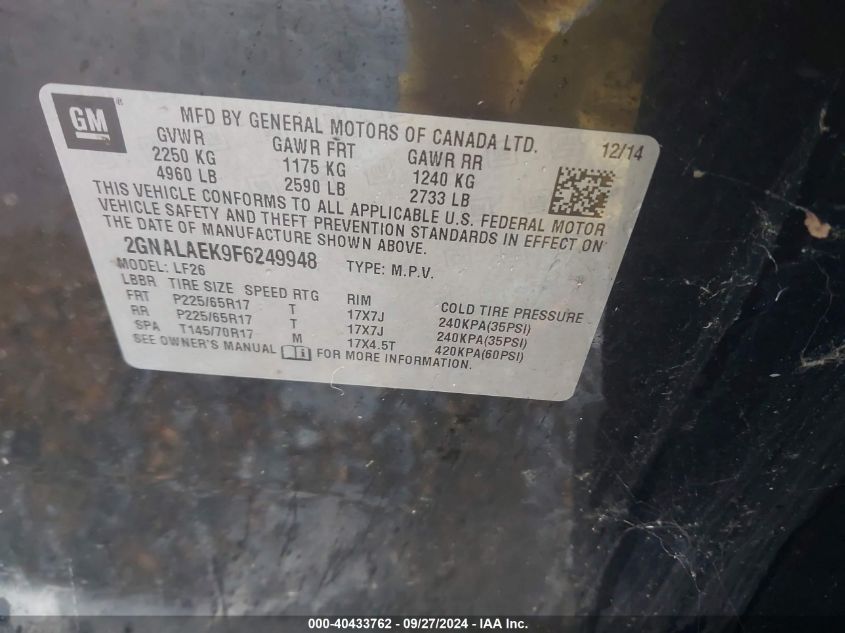 GM ®
MFD BY GENERAL MOTORS OF CANADA LTD. 12/14
GVWR GAWR FRT GAWR RR
2250 KG 1175 KG 1240 KG
4960 LB 2590 LB 2733 LB
THIS VEHICLE CONFORMS TO ALL APPLICABLE U.S. FEDERAL MOTOR
VEHICLE SAFETY AND THEFT PREVENTION STANDARDS IN EFFECT ON
THE DATE OF MANUFACTURE SHOWN ABOVE.
2GNALAEK9F6249948 TYPE: M.P.V.
MODEL: LF26
LBBR TIRE SIZE SPEED RTG RIM COLD TIRE PRESSURE
FRT P225/65R17 T 17X7J 240KPA(35PSI)
RR P225/65R17 T 17X7J 240KPA(35PSI)
SPA T145/70R17 M 17X4.5T 420KPA(60PSI)
SEE OWNER'S MANUAL FOR MORE INFORMATION.
000-40433762 - 09/27/2024 - IAA Inc.